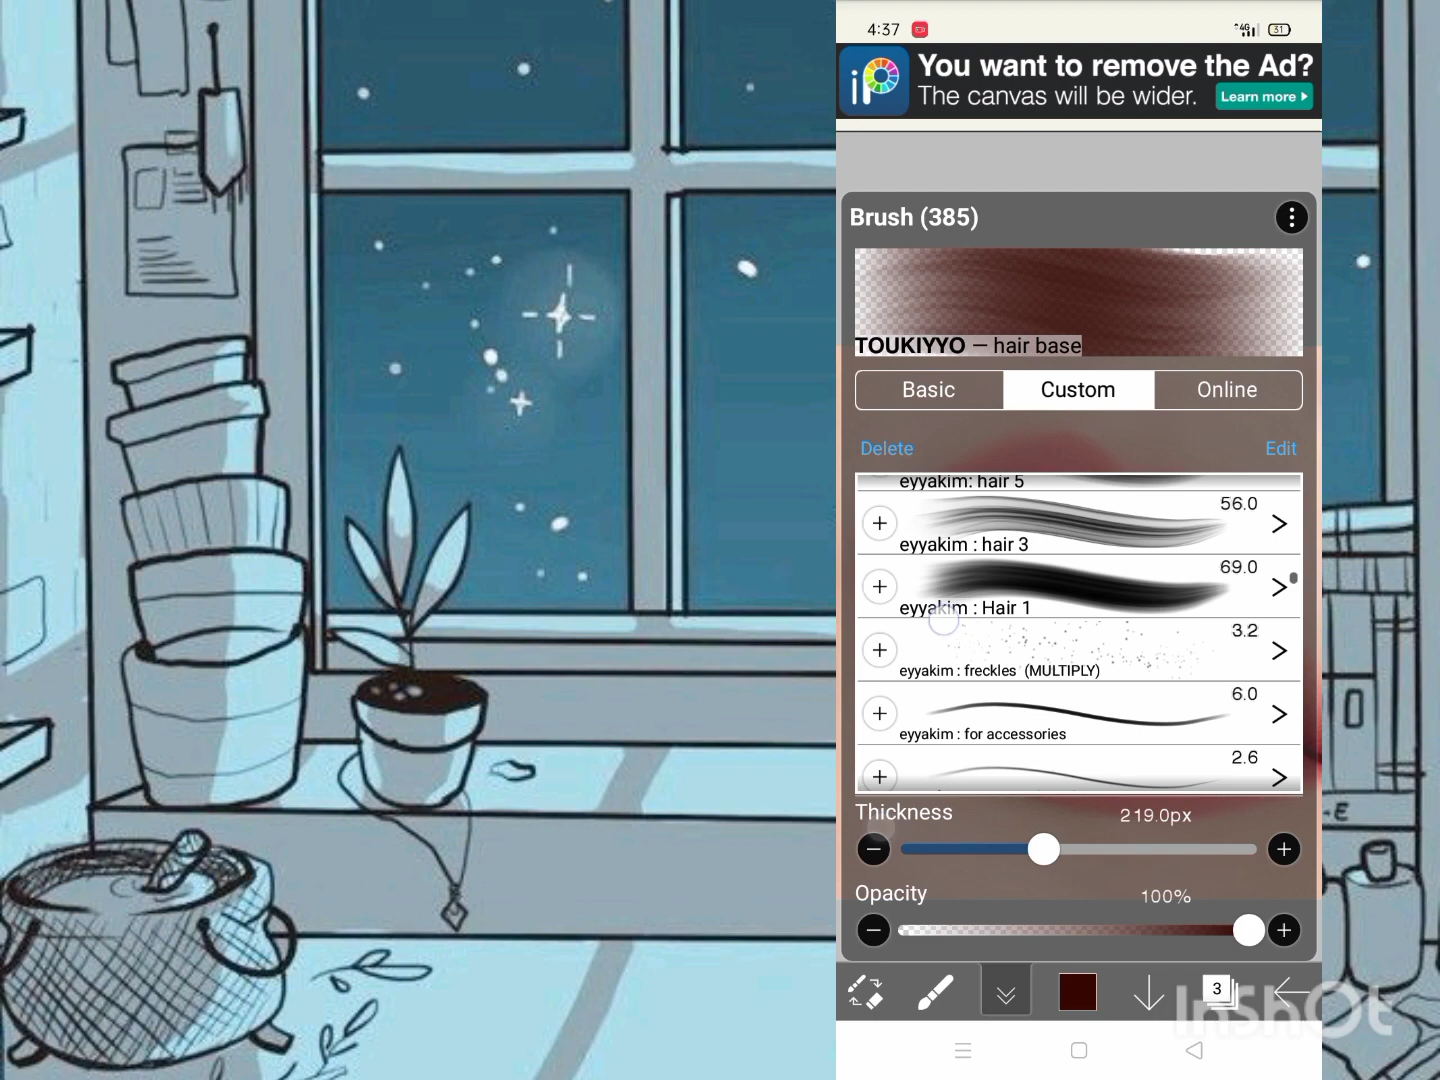 4:37
4G
31
iP
You want to remove the Ad?
The canvas will be wider.
Learn more
Brush (385)
TOUKIYYO — hair base
Basic
Custom
Online
Delete
Edit
eyyakim: hair 5
56.0
eyyakim : hair 3
69.0
eyyakim : Hair 1
3.2
eyyakim : freckles (MULTIPLY)
6.0
eyyakim : for accessories
2.6
Thickness
219.0px
Opacity
100%
3
InShOt